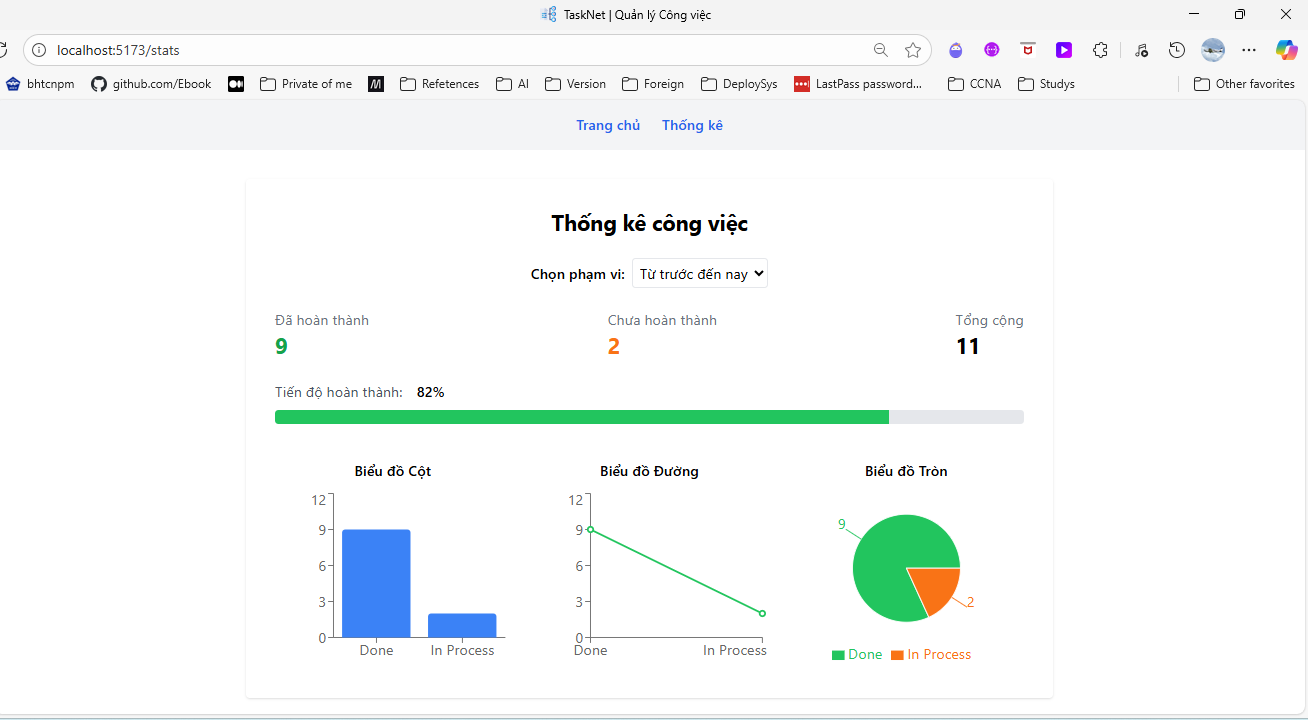 TaskNet | Quản lý Công việc
localhost:5173/stats
bhtcnpm github.com/Ebook Private of me Refetences AI Version Foreign DeploySys LastPass password... CCNA Studys Other favorites
Trang chủ Thống kê
Thống kê công việc
Chọn phạm vi: Từ trước đến nay
Đã hoàn thành Chưa hoàn thành Tổng cộng
9 2 11
Tiến độ hoàn thành: 82%
Biểu đồ Cột
12
9
6
3
0
Done In Process
Biểu đồ Đường
12
9
6
3
0
Done In Process
Biểu đồ Tròn
9
2
Done In Process